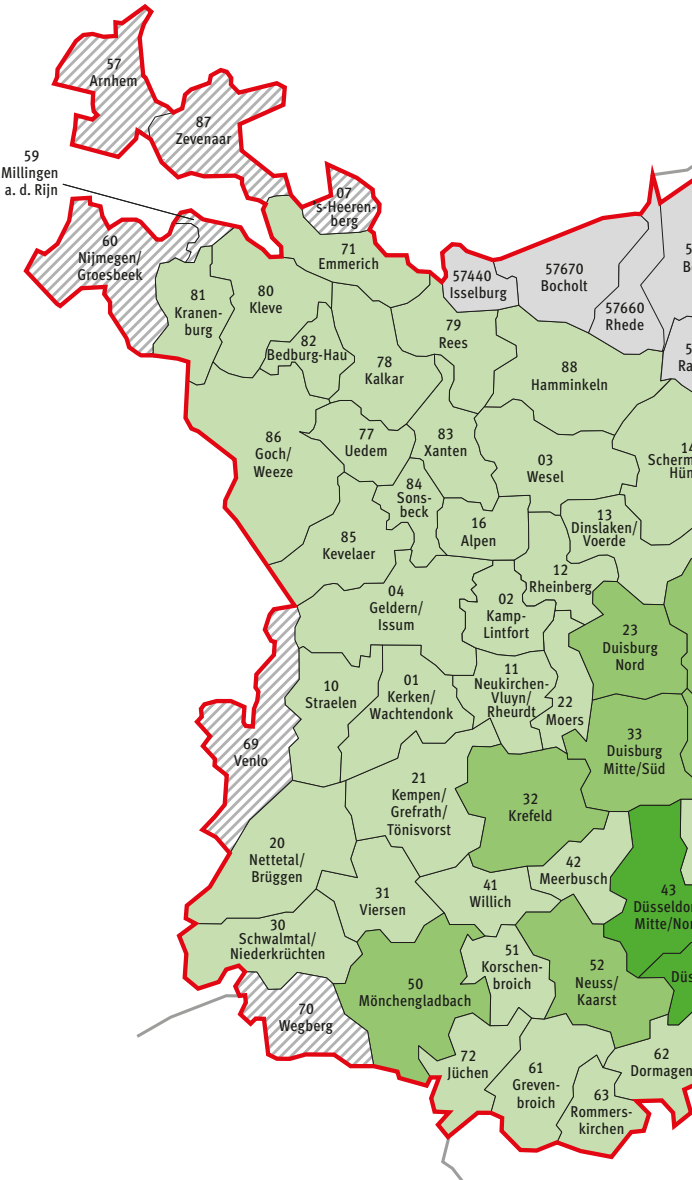 57
Arnhem
87
Zevenaar
59
Millingen
a. d. Rijn
07
's-Heeren-
berg
60
Nijmegen/
Groesbeek
71
Emmerich
57440
Isselburg
57670
Bocholt
57660
Rhede
81
Kranen-
burg
80
Kleve
82
Bedburg-Hau
78
Kalkar
79
Rees
88
Hamminkeln
86
Goch/
Weeze
77
Uedem
83
Xanten
03
Wesel
84
Sons-
beck
16
Alpen
13
Dinslaken/
Voerde
85
Kevelaer
12
Rheinberg
04
Geldern/
Issum
02
Kamp-
Lintfort
23
Duisburg
Nord
10
Straelen
01
Kerken/
Wachtendonk
11
Neukirchen-
Vluyn/
Rheurdt
22
Moers
69
Venlo
33
Duisburg
Mitte/Süd
21
Kempen/
Grefrath/
Tönisvorst
32
Krefeld
20
Nettetal/
Brüggen
42
Meerbusch
31
Viersen
41
Willich
43
Düsseldor
Mitte/Nor
30
Schwalmtal/
Niederkrüchten
51
Korschen-
broich
50
Mönchengladbach
52
Neuss/
Kaarst
Düs
70
Wegberg
72
Jüchen
61
Greven-
broich
62
Dormagen
63
Rommers-
kirchen